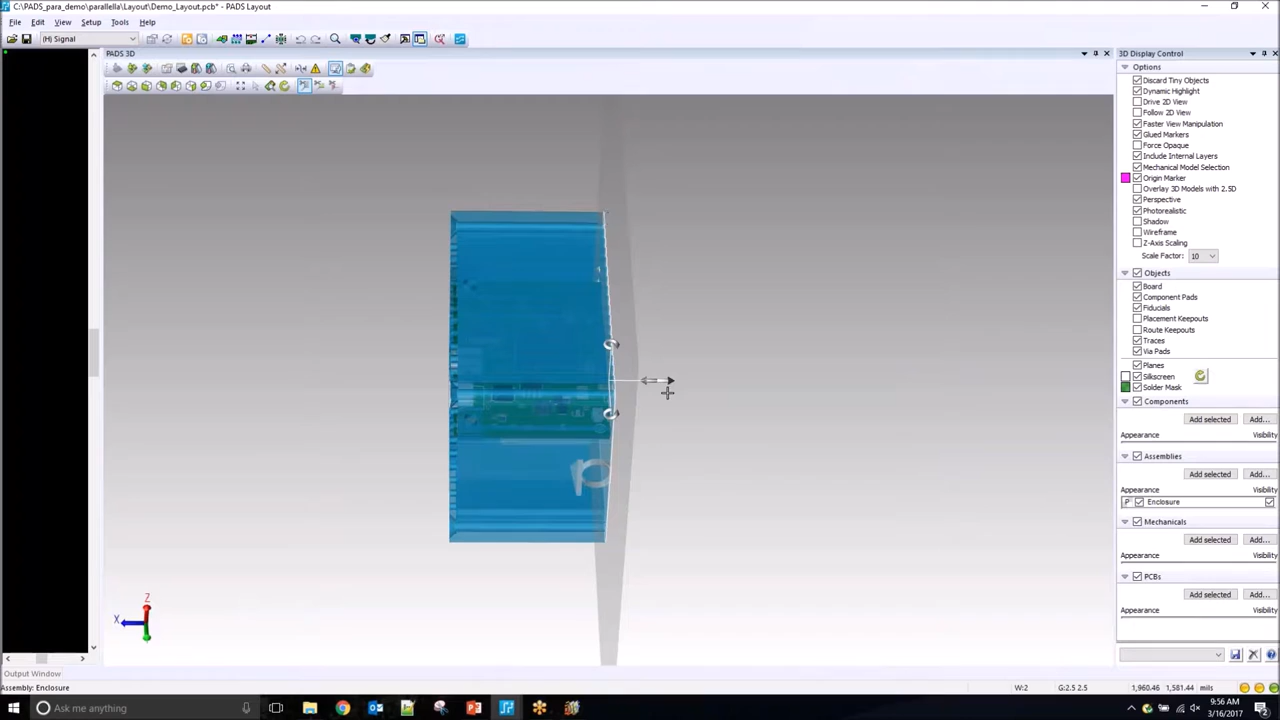 C:\PADS_para_demo\parallella\Layout\Demo_Layout.pcb* - PADS Layout
File Edit View Setup Tools Help
(H) Signal
PADS 3D
3D Display Control
Options
Discard Tiny Objects
Dynamic Highlight
Drive 2D View
Follow 2D View
Faster View Manipulation
Glued Markers
Force Opaque
Include Internal Layers
Mechanical Model Selection
Origin Marker
Overlay 3D Models with 2.5D
Perspective
Photorealistic
Shadow
Wireframe
Z-Axis Scaling
Scale Factor: 10
Objects
Board
Component Pads
Fiducials
Placement Keepouts
Route Keepouts
Traces
Via Pads
Planes
Silkscreen
Solder Mask
Components
Add selected Add...
Appearance Visibility
Assemblies
Add selected Add...
Appearance Visibility
P Enclosure
Mechanicals
Add selected Add...
Appearance Visibility
PCBs
Add selected Add...
Appearance Visibility
Z
X
Output Window
Assembly: Enclosure W:2 G:2.5 2.5 1,960.46 1,581.44 mils
Ask me anything
9:56 AM
3/16/2017